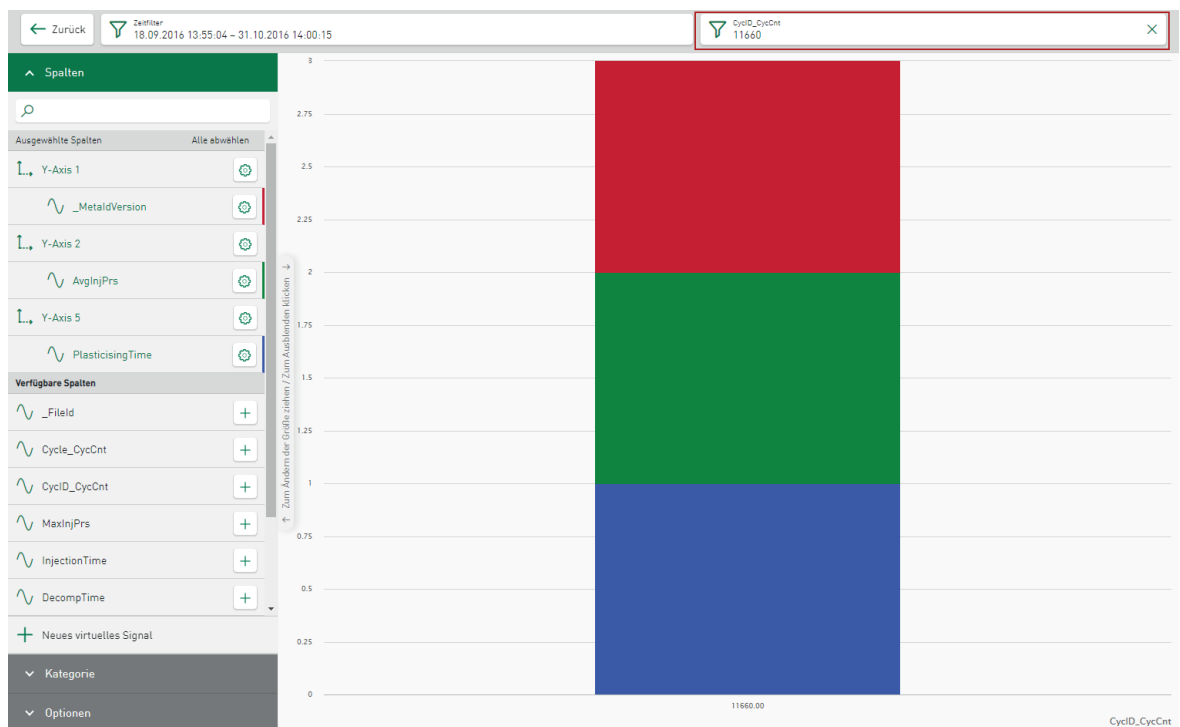 Zurück
Zeitfilter
18.09.2016 13:55:04 – 31.10.2016 14:00:15
CycID_CycCnt
11660
Spalten
Ausgewählte Spalten Alle abwählen
Y-Axis 1
_MetaIdVersion
Y-Axis 2
AvgInjPrs
Y-Axis 5
PlasticisingTime
Verfügbare Spalten
_FileId
Cycle_CycCnt
CycID_CycCnt
MaxInjPrs
InjectionTime
DecompTime
Neues virtuelles Signal
Kategorie
Optionen
Zum Ändern der Größe ziehen / Zum Ausblenden klicken
3
2.75
2.5
2.25
2
1.75
1.5
1.25
1
0.75
0.5
0.25
0
11660.00
CycID_CycCnt